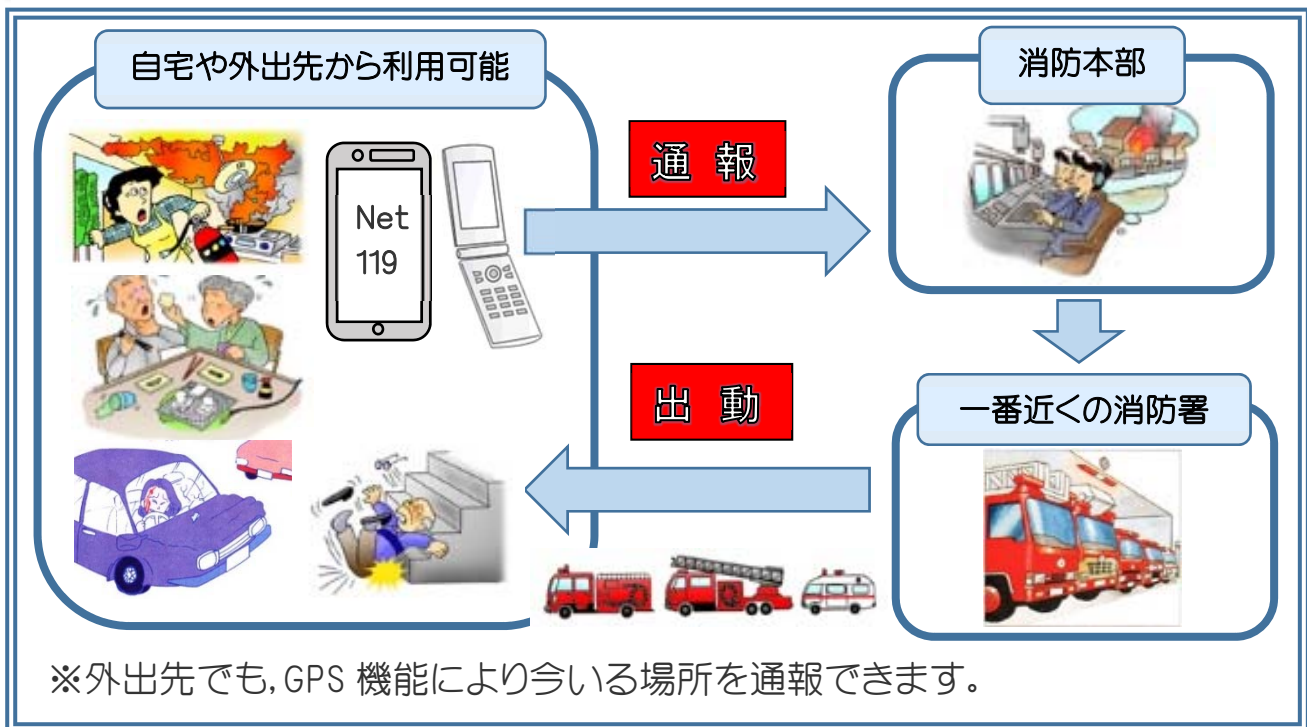 自宅や外出先から利用可能
消防本部
通 報
Net
119
出 動
一番近くの消防署
※外出先でも,GPS 機能により今いる場所を通報できます。